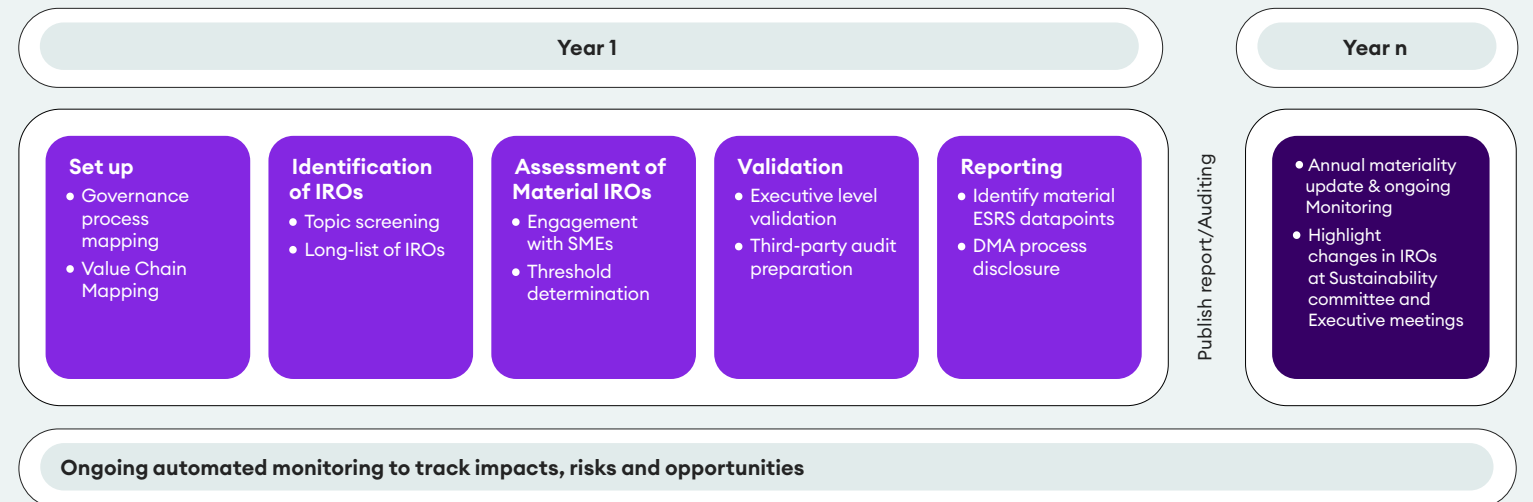 Year 1
Year n
Set up
• Governance
process
mapping
• Value Chain
Mapping
Identification
of IROs
• Topic screening
• Long-list of IROs
Assessment of
Material IROs
• Engagement
with SMEs
• Threshold
determination
Validation
• Executive level
validation
• Third-party audit
preparation
Reporting
• Identify material
ESRS datapoints
• DMA process
disclosure
Publish report/Auditing
• Annual materiality
update & ongoing
Monitoring
• Highlight
changes in IROs
at Sustainability
committee and
Executive meetings
Ongoing automated monitoring to track impacts, risks and opportunities